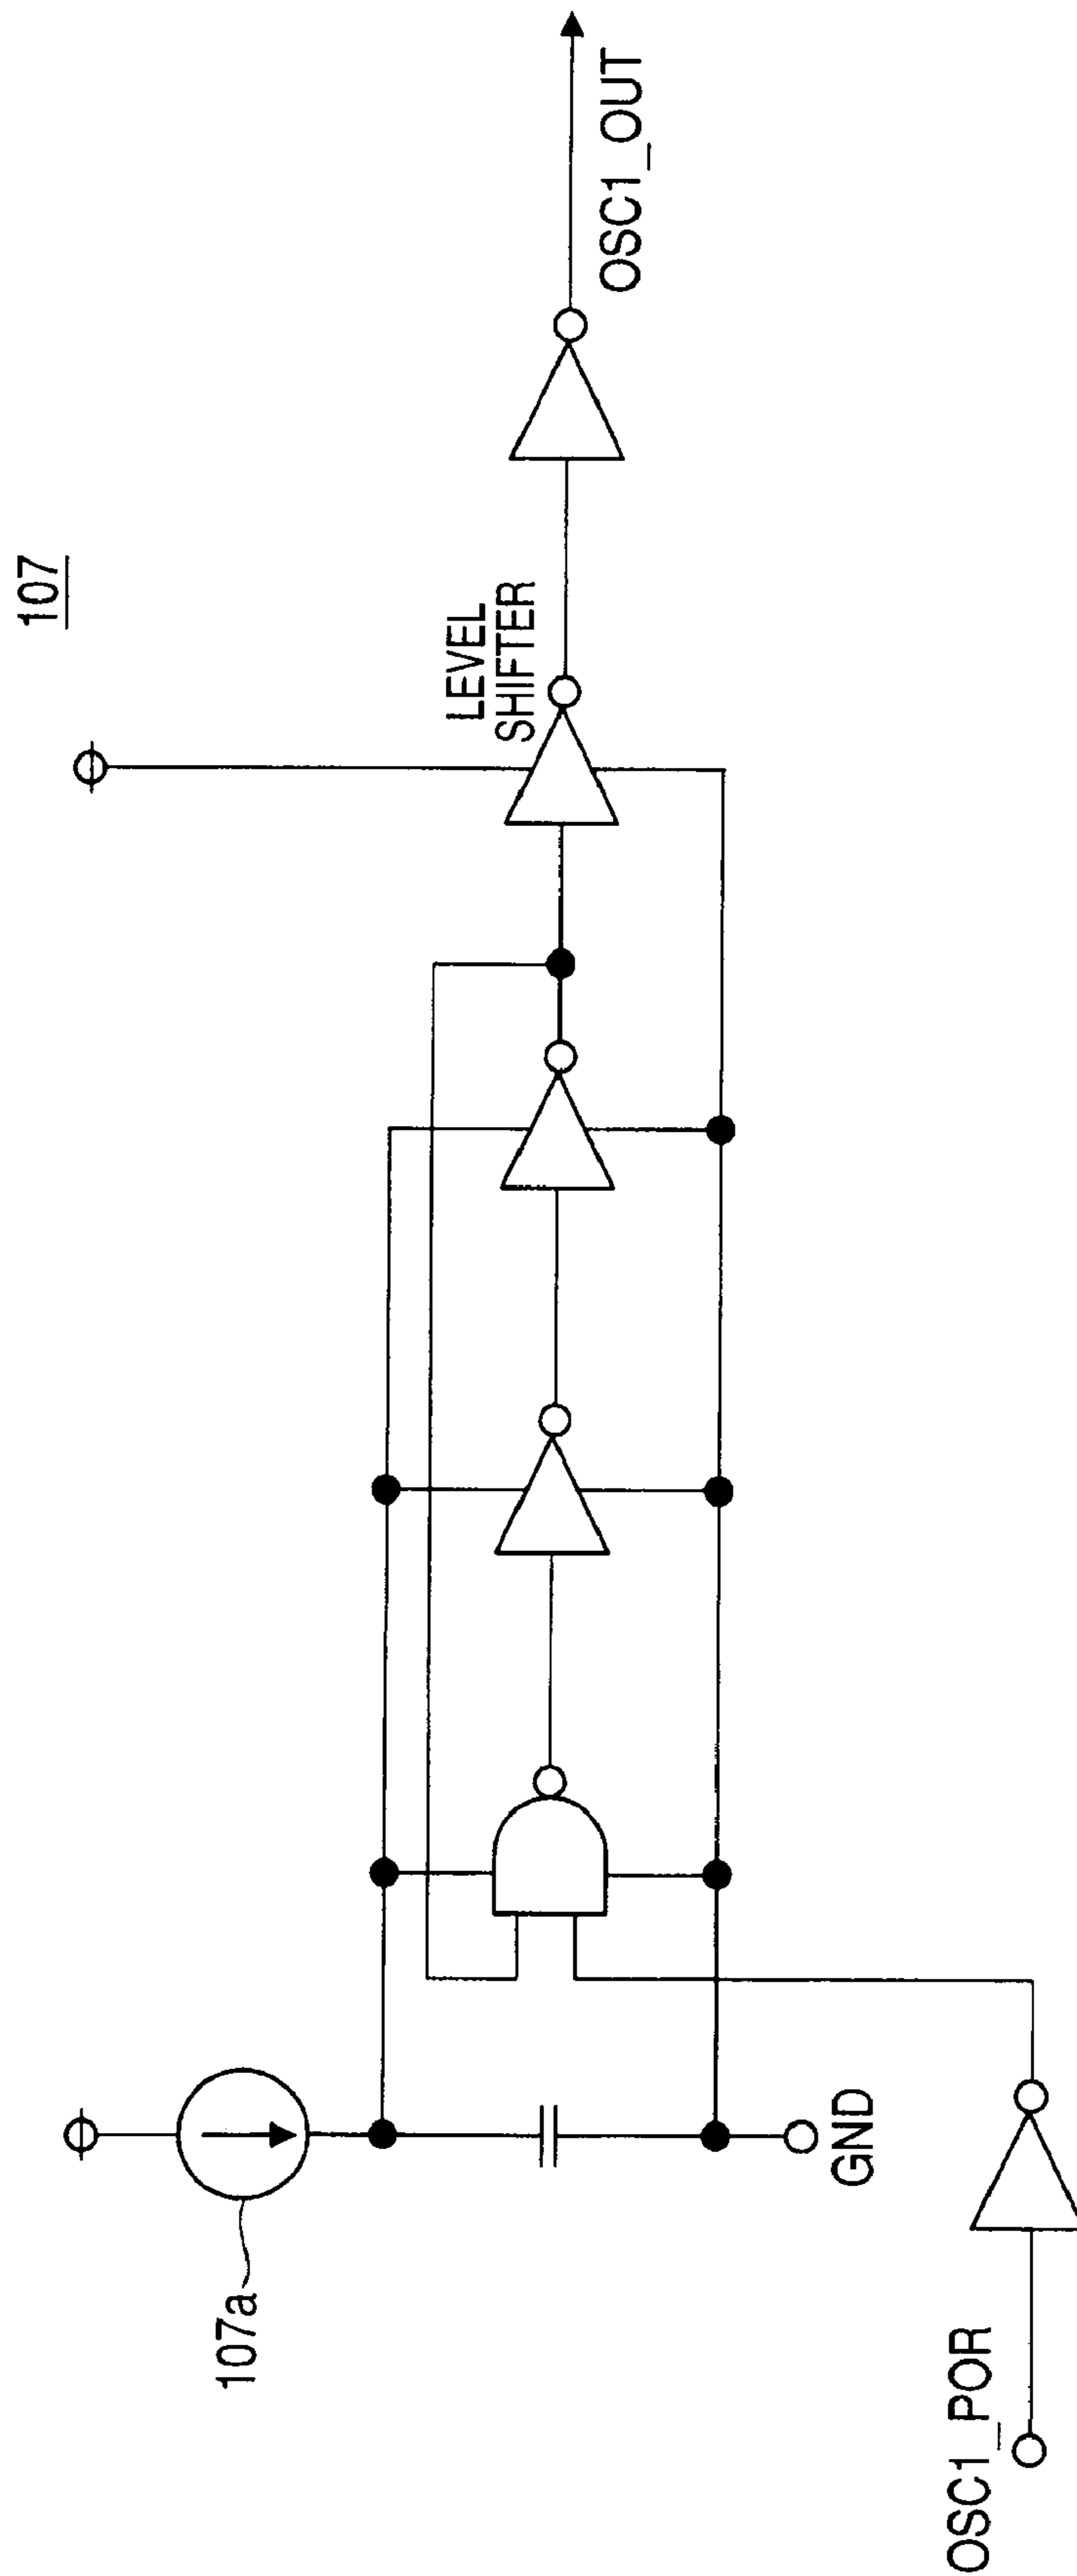 107
LEVEL
SHIFTER
OSC1_OUT
107a
GND
OSC1_POR